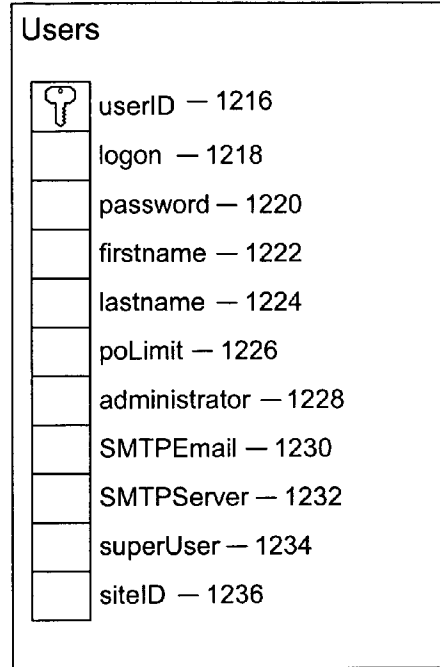 Users
userID — 1216
logon — 1218
password — 1220
firstname — 1222
lastname — 1224
poLimit — 1226
administrator — 1228
SMTPEmail — 1230
SMTPServer — 1232
superUser — 1234
siteID — 1236